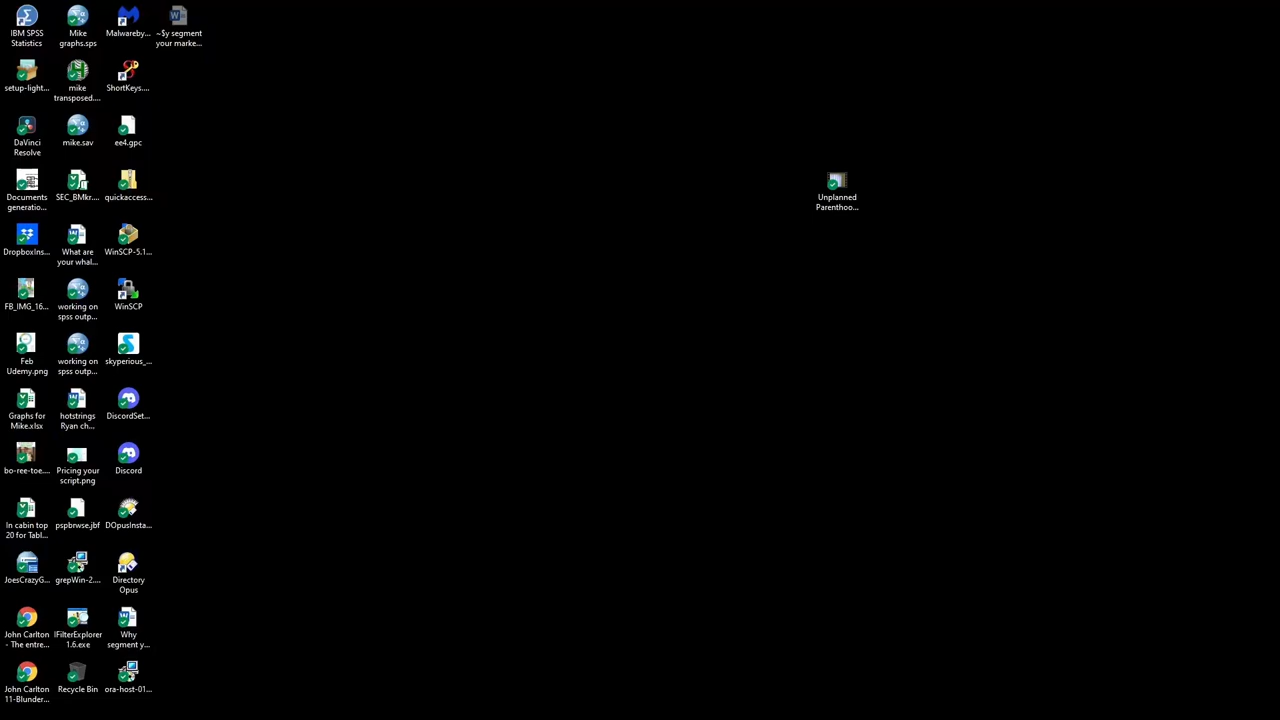 IBM SPSS
Statistics
setup-light...
DaVinci
Resolve
Documents
generatio...
DropboxIns...
FB_IMG_16...
Feb
Udemy.png
Graphs for
Mike.xlsx
bo-ree-toe....
In cabin top
20 for Tabl...
JoesCrazyG...
John Carlton
- The entre...
John Carlton
11-Blunder...
Mike
graphs.sps
mike
transposed....
mike.sav
SEC_BMkr....
What are
your whal...
working on
spss outp...
working on
spss outp...
hotstrings
Ryan ch...
Pricing your
script.png
pspbrwse.jbf
grepWin-2....
IFilterExplorer
1.6.exe
Recycle Bin
Malwareby...
ShortKeys....
ee4.gpc
quickaccess...
WinSCP-5.1...
WinSCP
skyperious_...
DiscordSet...
Discord
DOpusInsta...
Directory
Opus
Why
segment y...
ora-host-01...
~$y segment
your marke...
Unplanned
Parenthoo...